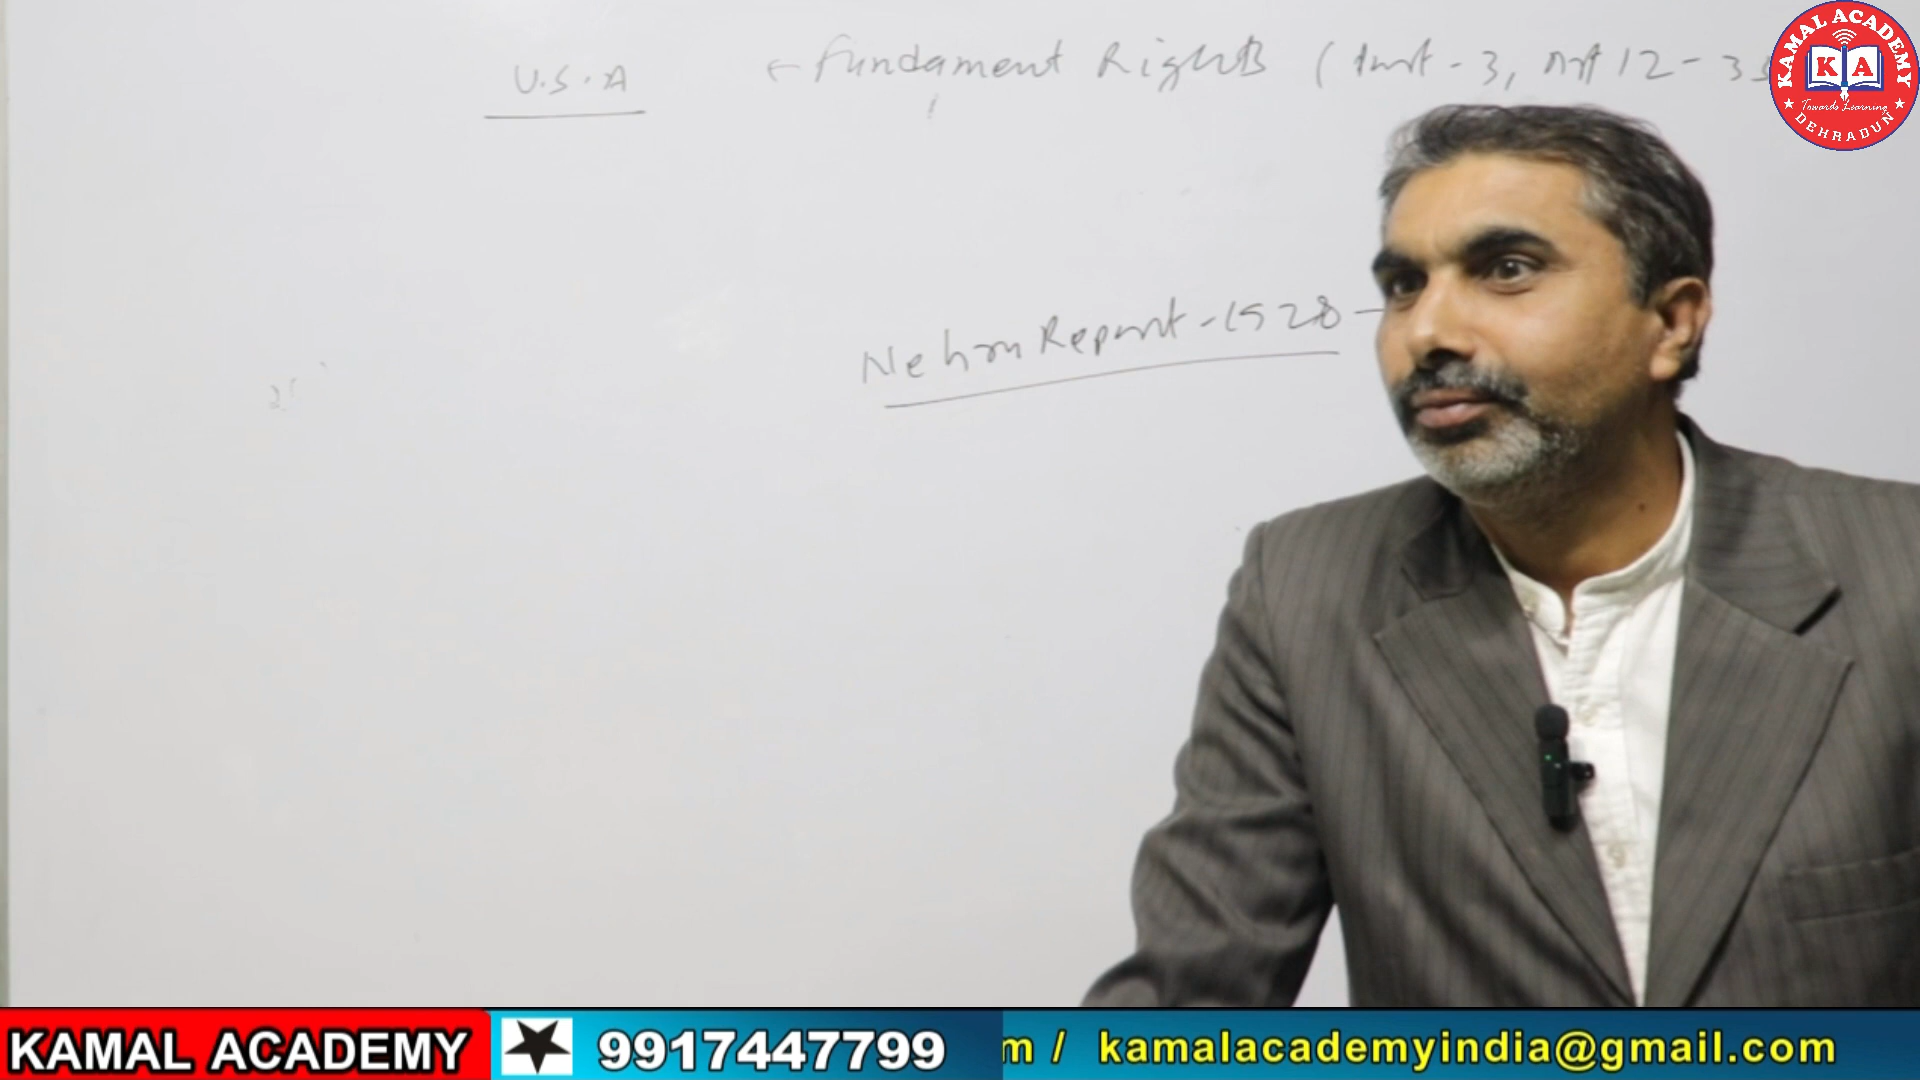 U.S.A ← Fundament Rights (Part - 3, Art 12 - 35
Nehru Report - 1928 -
KAMAL ACADEMY
K A
Towards Learning
DEHRADUN
KAMAL ACADEMY 9917447799 m / kamalacademyindia@gmail.com